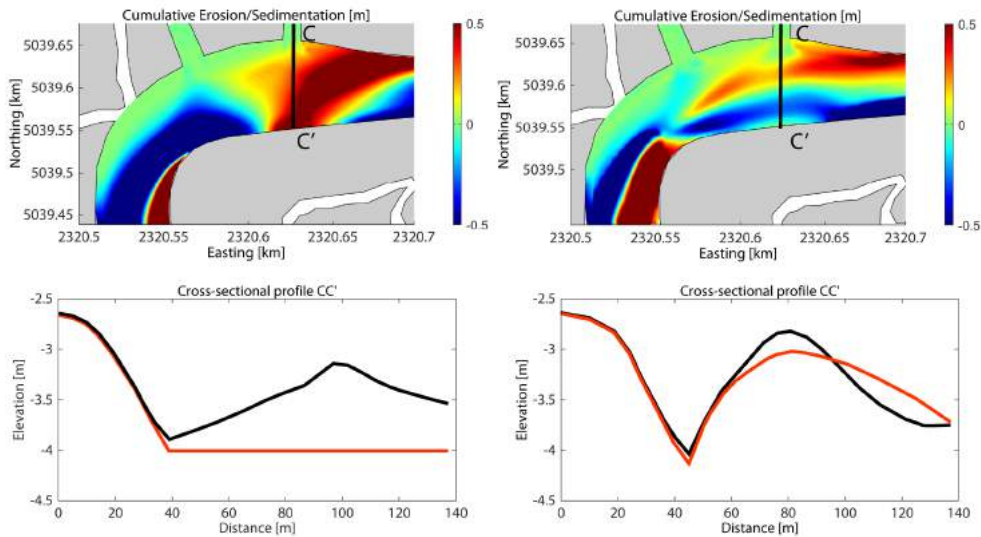 Cumulative Erosion/Sedimentation [m]
C
C'
Northing [km]
5039.65
5039.6
5039.55
5039.5
5039.45
2320.5
2320.55
2320.6
2320.65
2320.7
Easting [km]
0.5
0
-0.5
Cumulative Erosion/Sedimentation [m]
C
C'
Northing [km]
5039.65
5039.6
5039.55
5039.5
5039.45
2320.5
2320.55
2320.6
2320.65
2320.7
Easting [km]
0.5
0
-0.5
Cross-sectional profile CC'
Elevation [m]
-2.5
-3
-3.5
-4
-4.5
0 20 40 60 80 100 120 140
Distance [m]
Cross-sectional profile CC'
Elevation [m]
-2.5
-3
-3.5
-4
-4.5
0 20 40 60 80 100 120 140
Distance [m]